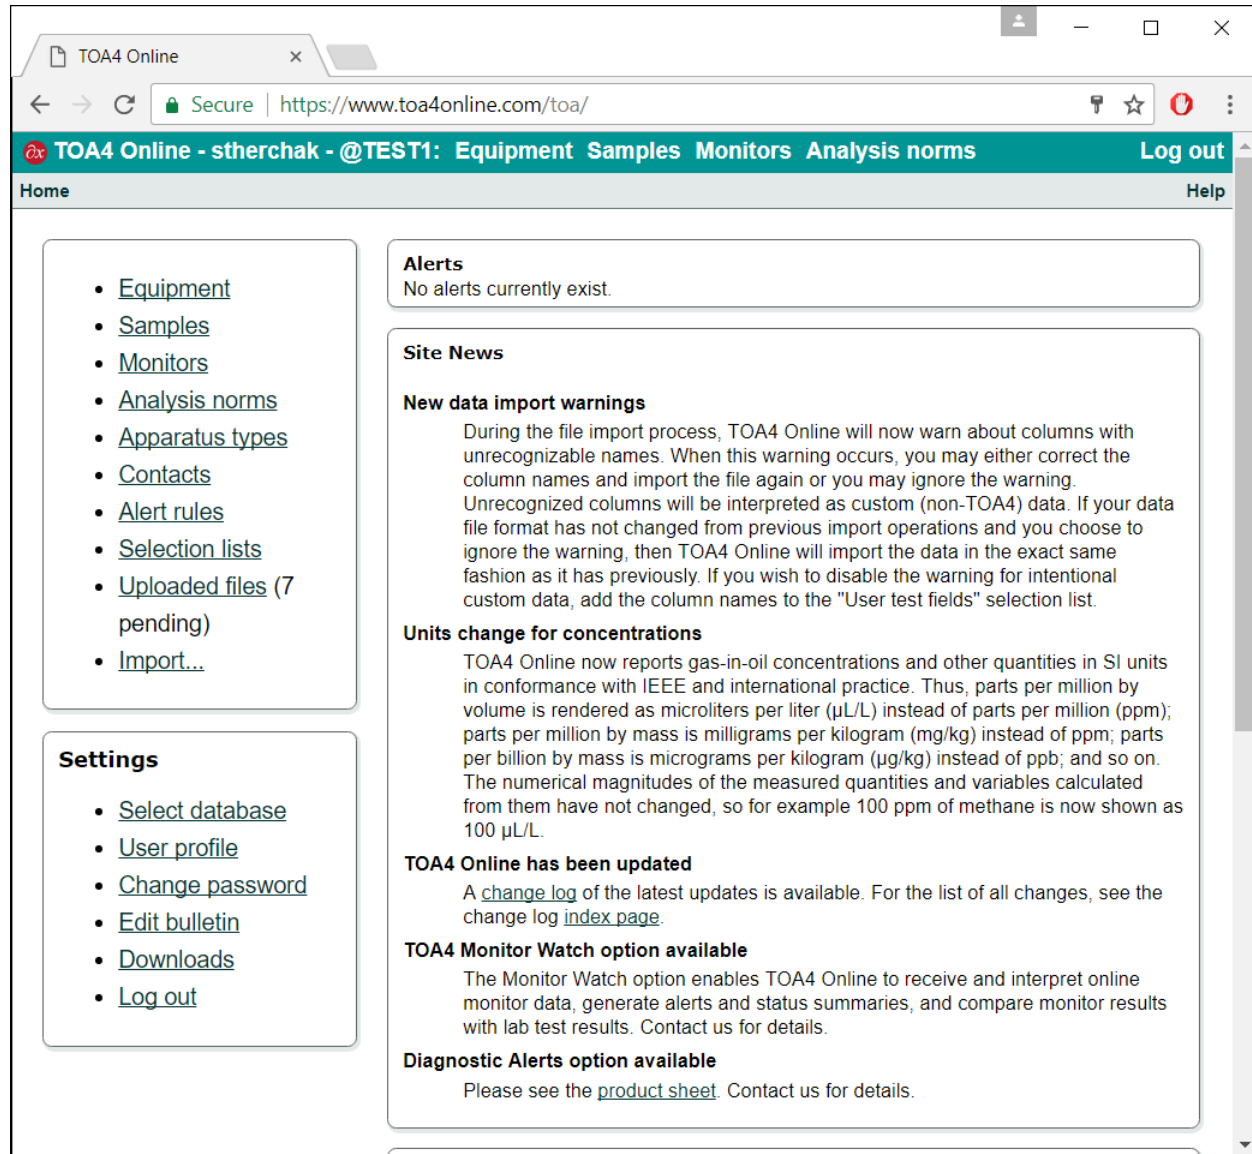 TOA4 Online
Secure | https://www.toa4online.com/toa/
∂x TOA4 Online - stherchak - @TEST1: Equipment Samples Monitors Analysis norms Log out
Home Help
• Equipment
• Samples
• Monitors
• Analysis norms
• Apparatus types
• Contacts
• Alert rules
• Selection lists
• Uploaded files (7
pending)
• Import...
Settings
• Select database
• User profile
• Change password
• Edit bulletin
• Downloads
• Log out
Alerts
No alerts currently exist.
Site News
New data import warnings
During the file import process, TOA4 Online will now warn about columns with
unrecognizable names. When this warning occurs, you may either correct the
column names and import the file again or you may ignore the warning.
Unrecognized columns will be interpreted as custom (non-TOA4) data. If your data
file format has not changed from previous import operations and you choose to
ignore the warning, then TOA4 Online will import the data in the exact same
fashion as it has previously. If you wish to disable the warning for intentional
custom data, add the column names to the "User test fields" selection list.
Units change for concentrations
TOA4 Online now reports gas-in-oil concentrations and other quantities in SI units
in conformance with IEEE and international practice. Thus, parts per million by
volume is rendered as microliters per liter (µL/L) instead of parts per million (ppm);
parts per million by mass is milligrams per kilogram (mg/kg) instead of ppm; parts
per billion by mass is micrograms per kilogram (µg/kg) instead of ppb; and so on.
The numerical magnitudes of the measured quantities and variables calculated
from them have not changed, so for example 100 ppm of methane is now shown as
100 µL/L.
TOA4 Online has been updated
A change log of the latest updates is available. For the list of all changes, see the
change log index page.
TOA4 Monitor Watch option available
The Monitor Watch option enables TOA4 Online to receive and interpret online
monitor data, generate alerts and status summaries, and compare monitor results
with lab test results. Contact us for details.
Diagnostic Alerts option available
Please see the product sheet. Contact us for details.